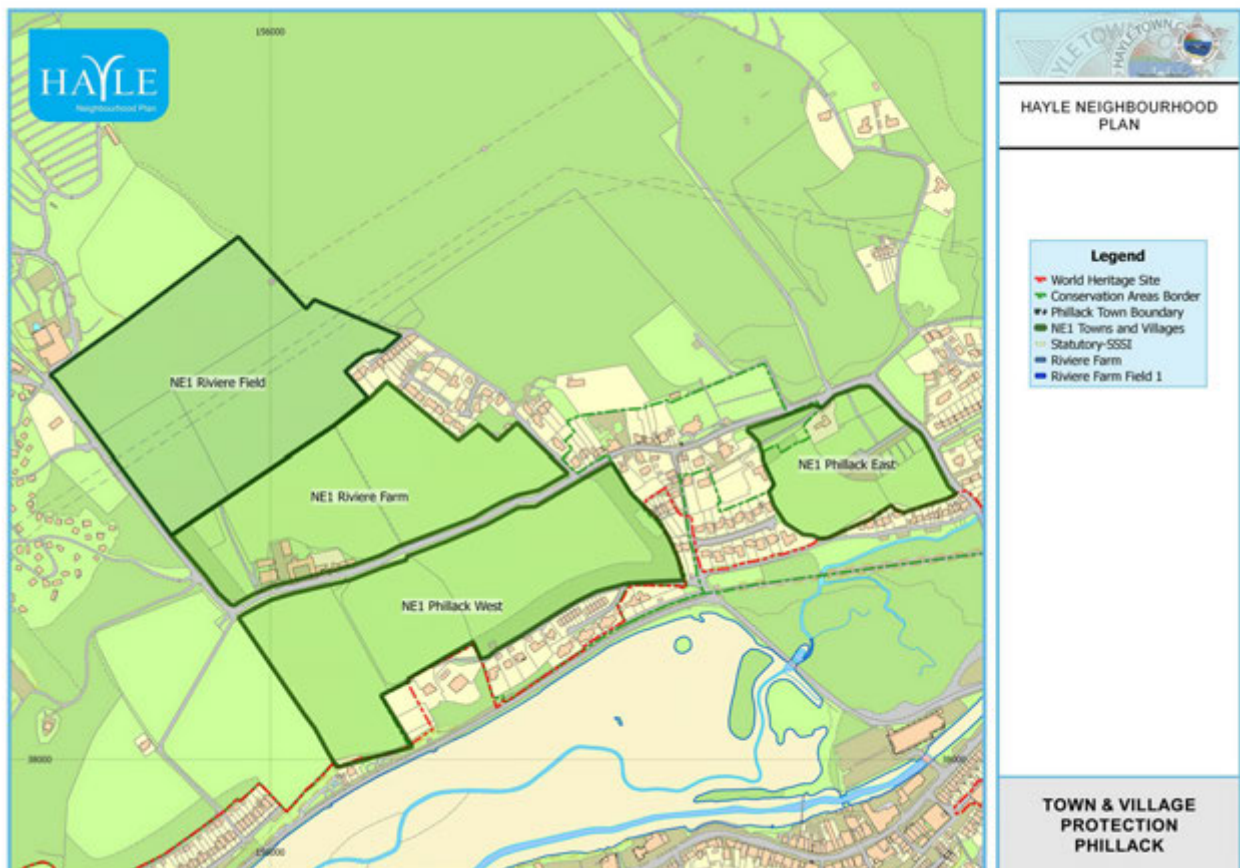 HAYLE
Neighbourhood Plan
156000
NE1 Riviere Field
NE1 Riviere Farm
NE1 Phillack East
NE1 Phillack West
38000
156000
HAYLE TOWN
HAYLE NEIGHBOURHOOD
PLAN
Legend
World Heritage Site
Conservation Areas Border
Phillack Town Boundary
NE1 Towns and Villages
Statutory-SSSI
Riviere Farm
Riviere Farm Field 1
TOWN & VILLAGE
PROTECTION
PHILLACK